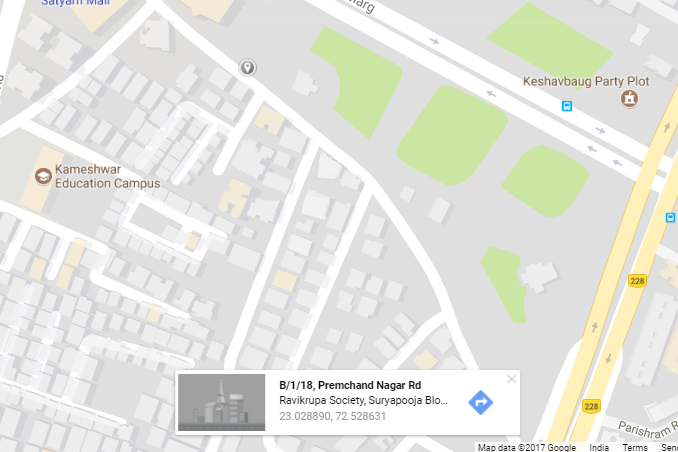 Satyam Mall
Keshavbaug Party Plot
Kameshwar
Education Campus
228
228
B/1/18, Premchand Nagar Rd
Ravikrupa Society, Suryapooja Blo...
23.028890, 72.528631
Parishram R
Map data ©2017 Google India Terms Send